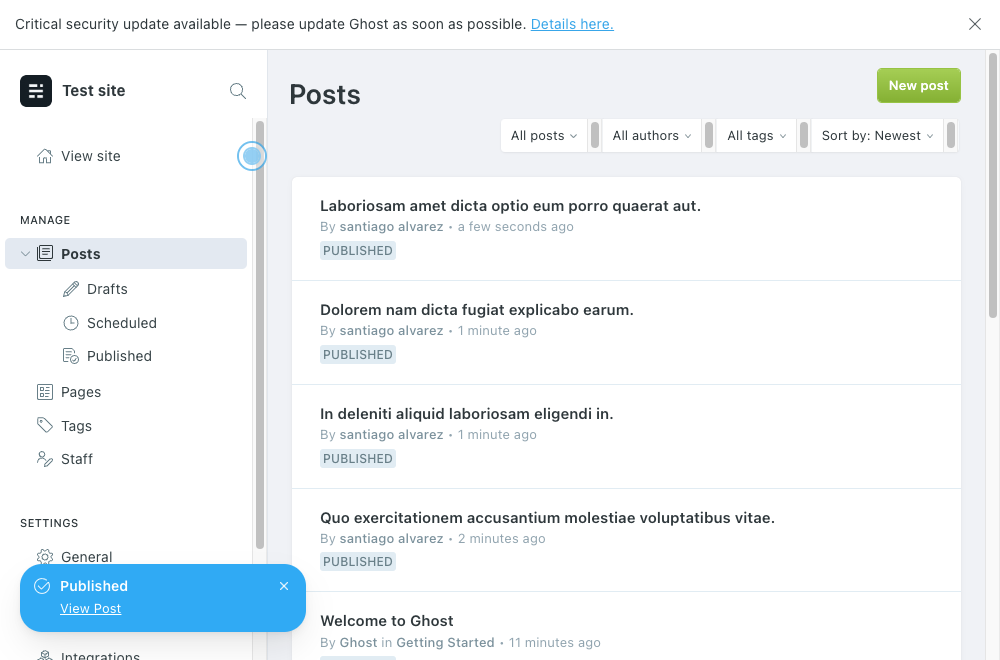 Critical security update available — please update Ghost as soon as possible. Details here.
Test site
View site
MANAGE
Posts
Drafts
Scheduled
Published
Pages
Tags
Staff
SETTINGS
General
Integrations
Published
View Post
Posts
New post
All posts
All authors
All tags
Sort by: Newest
Laboriosam amet dicta optio eum porro quaerat aut.
By santiago alvarez • a few seconds ago
PUBLISHED
Dolorem nam dicta fugiat explicabo earum.
By santiago alvarez • 1 minute ago
PUBLISHED
In deleniti aliquid laboriosam eligendi in.
By santiago alvarez • 1 minute ago
PUBLISHED
Quo exercitationem accusantium molestiae voluptatibus vitae.
By santiago alvarez • 2 minutes ago
PUBLISHED
Welcome to Ghost
By Ghost in Getting Started • 11 minutes ago